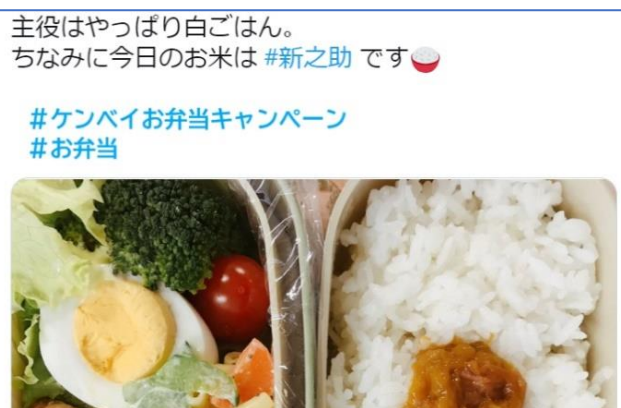 主役はやっぱり白ごはん。
ちなみに今日のお米は #新之助 です🍚
#ケンベイお弁当キャンペーン
#お弁当